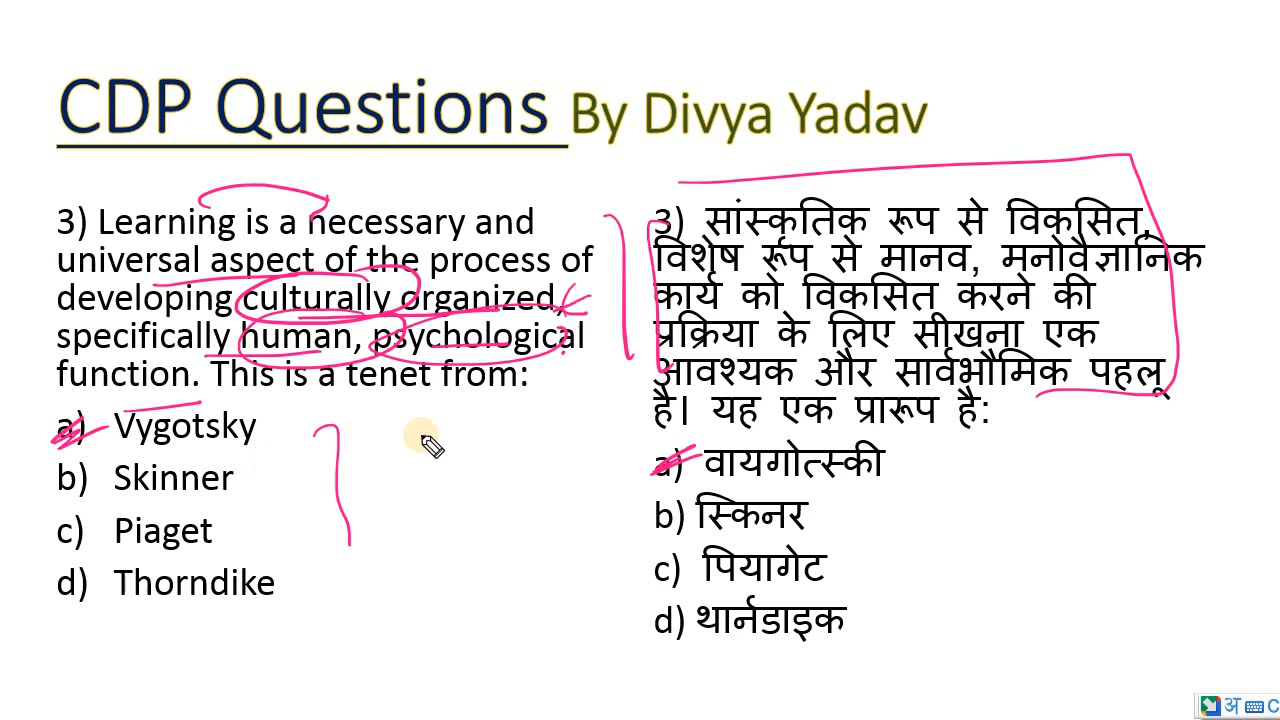 CDP Questions By Divya Yadav
3) Learning is a necessary and
universal aspect of the process of
developing culturally organized,
specifically human, psychological
function. This is a tenet from:
a) Vygotsky
b) Skinner
c) Piaget
d) Thorndike
3) सांस्कृतिक रूप से विकसित,
विशेष रूप से मानव, मनोवैज्ञानिक
कार्य को विकसित करने की
प्रक्रिया के लिए सीखना एक
आवश्यक और सार्वभौमिक पहलू
है। यह एक प्रारूप है:
a) वायगोत्स्की
b) स्किनर
c) पियागेट
d) थार्नडाइक
अ